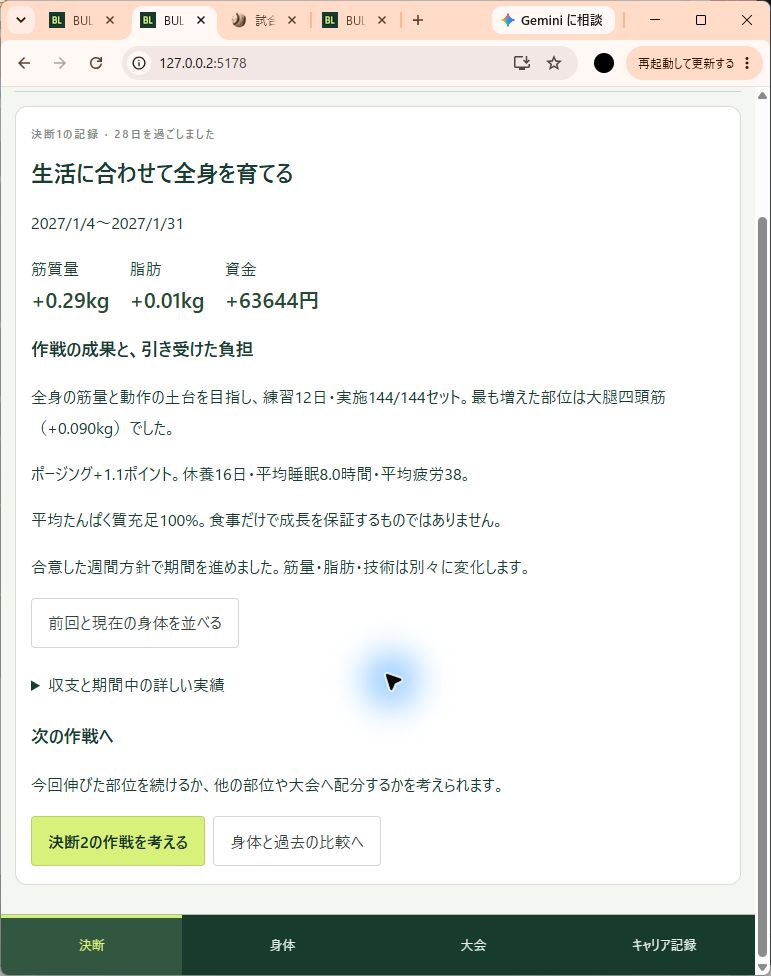 BL BUL
BL BUL
試合
BL BUL
Gemini に相談
127.0.0.2:5178
再起動して更新する
決断1の記録・28日を過ごしました
生活に合わせて全身を育てる
2027/1/4～2027/1/31
筋質量 脂肪 資金
+0.29kg +0.01kg +63644円
作戦の成果と、引き受けた負担
全身の筋量と動作の土台を目指し、練習12日・実施144/144セット。最も増えた部位は大腿四頭筋
（+0.090kg）でした。
ポージング+1.1ポイント。休養16日・平均睡眠8.0時間・平均疲労38。
平均たんぱく質充足100%。食事だけで成長を保証するものではありません。
合意した週間方針で期間を進めました。筋量・脂肪・技術は別々に変化します。
前回と現在の身体を並べる
収支と期間中の詳しい実績
次の作戦へ
今回伸びた部位を続けるか、他の部位や大会へ配分するかを考えられます。
決断2の作戦を考える 身体と過去の比較へ
決断 身体 大会 キャリア記録